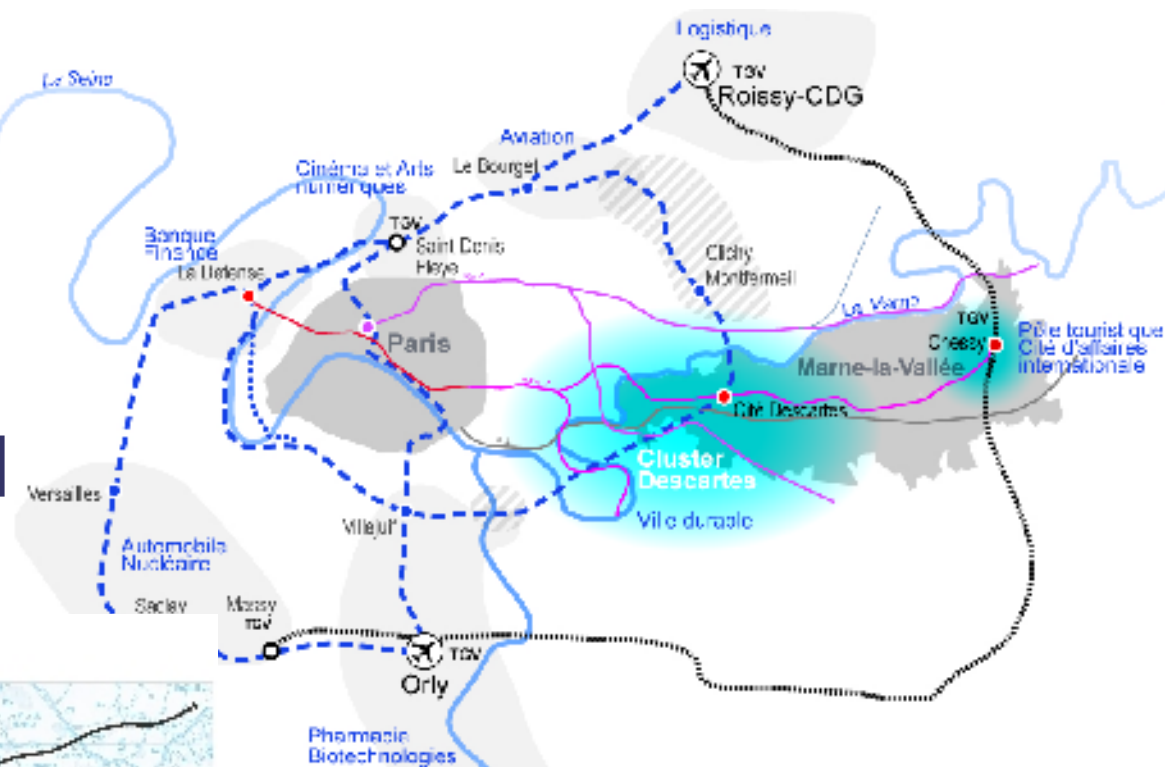 Logistique
TGV
Roissy-CDG
La Seine
Aviation
Le Bourget
Cinéma et Arts
numériques
TGV
Saint Denis
Pleyel
Banque
Finance
La Défense
Clichy
Montfermeil
La Marne
Paris
TGV
Chessy
Pôle touristique
Cité d'affaires
internationale
Marne-la-Vallée
Cité Descartes
Cluster
Descartes
Ville durable
Versailles
Villejuif
Automobile
Nucléaire
Saclay
Massy
TGV
TGV
Orly
Pharmacie
Biotechnologies